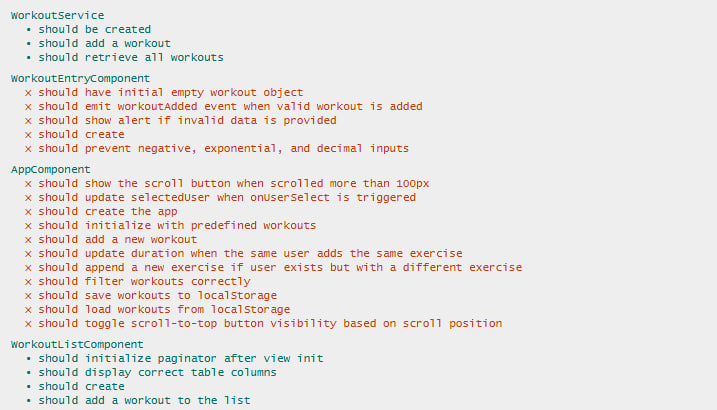 WorkoutService
• should be created
• should add a workout
• should retrieve all workouts
WorkoutEntryComponent
× should have initial empty workout object
× should emit workoutAdded event when valid workout is added
× should show alert if invalid data is provided
× should create
× should prevent negative, exponential, and decimal inputs
AppComponent
× should show the scroll button when scrolled more than 100px
× should update selectedUser when onUserSelect is triggered
× should create the app
× should initialize with predefined workouts
× should add a new workout
× should update duration when the same user adds the same exercise
× should append a new exercise if user exists but with a different exercise
× should filter workouts correctly
× should save workouts to localStorage
× should load workouts from localStorage
× should toggle scroll-to-top button visibility based on scroll position
WorkoutListComponent
• should initialize paginator after view init
• should display correct table columns
• should create
• should add a workout to the list